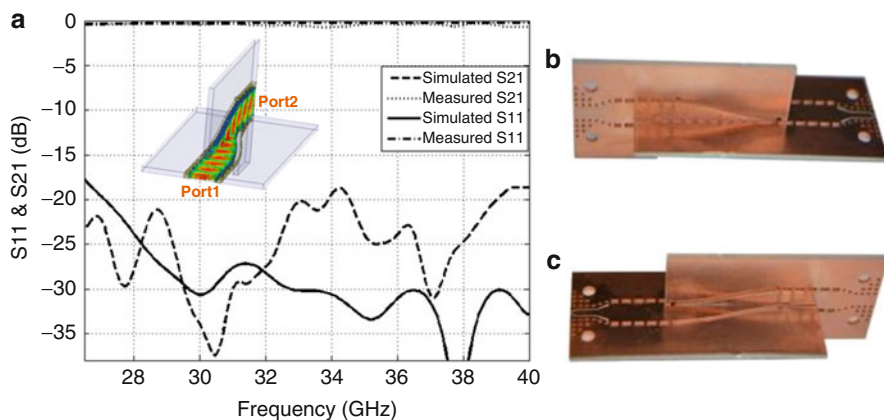 a
0
−5
−10
−15
−20
−25
−30
−35
S11 & S21 (dB)
28
30
32
34
36
38
40
Frequency (GHz)
Port2
Port1
Simulated S21
Measured S21
Simulated S11
Measured S11
b
c